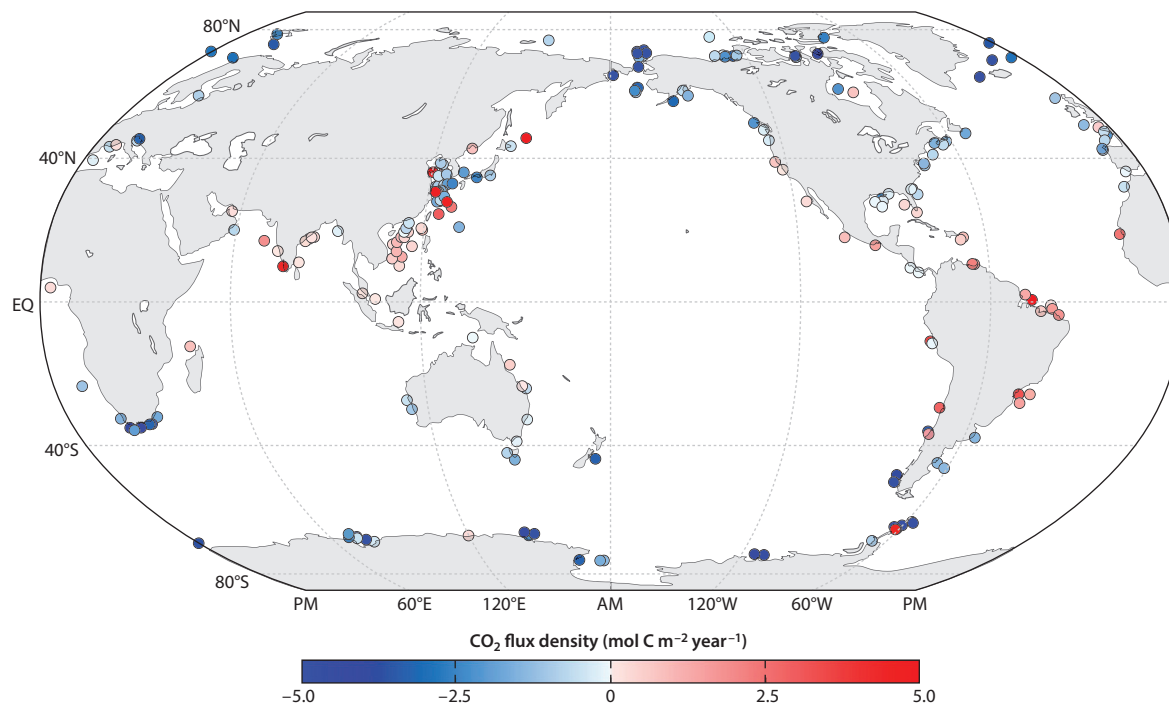 80°N
40°N
EQ
40°S
80°S
PM 60°E 120°E AM 120°W 60°W PM
CO₂ flux density (mol C m⁻² year⁻¹)
−5.0 −2.5 0 2.5 5.0